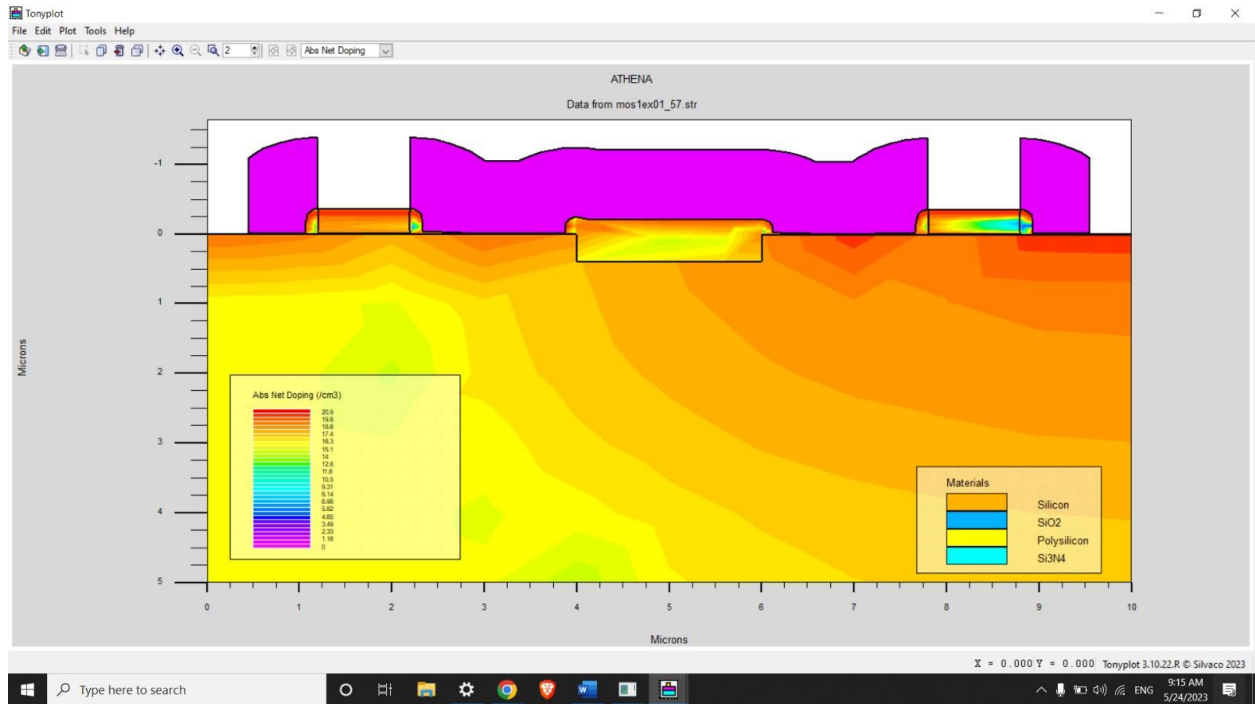 Tonyplot
File Edit Plot Tools Help
2 Abs Net Doping
ATHENA
Data from mos1ex01_57.str
-1
0
1
2
3
4
5
Microns
Abs Net Doping (/cm3)
20.9
19.8
18.6
17.4
16.3
15.1
14
12.8
11.6
10.5
9.31
8.14
6.98
5.82
4.65
3.49
2.33
1.16
0
Materials
Silicon
SiO2
Polysilicon
Si3N4
0 1 2 3 4 5 6 7 8 9 10
Microns
X = 0.000 Y = 0.000 Tonyplot 3.10.22.R © Silvaco 2023
Type here to search
ENG
9:15 AM
5/24/2023